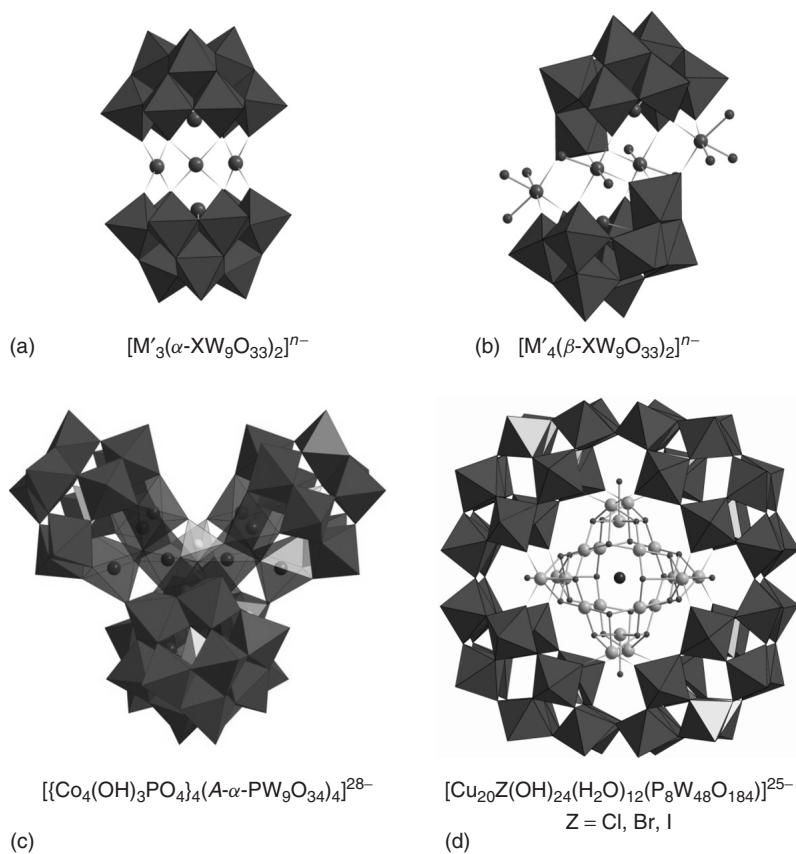 (a) [M′₃(α-XW₉O₃₃)₂]ⁿ⁻
(b) [M′₄(β-XW₉O₃₃)₂]ⁿ⁻
[{Co₄(OH)₃PO₄}₄(A-α-PW₉O₃₄)₄]²⁸⁻
(c)
[Cu₂₀Z(OH)₂₄(H₂O)₁₂(P₈W₄₈O₁₈₄)]²⁵⁻
Z = Cl, Br, I
(d)